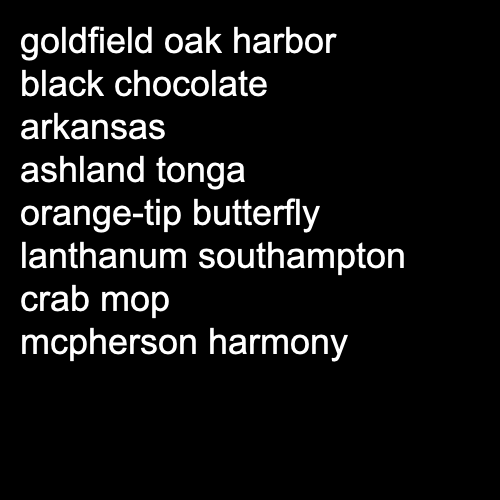 goldfield oak harbor
black chocolate
arkansas
ashland tonga
orange-tip butterfly
lanthanum southampton
crab mop
mcpherson harmony